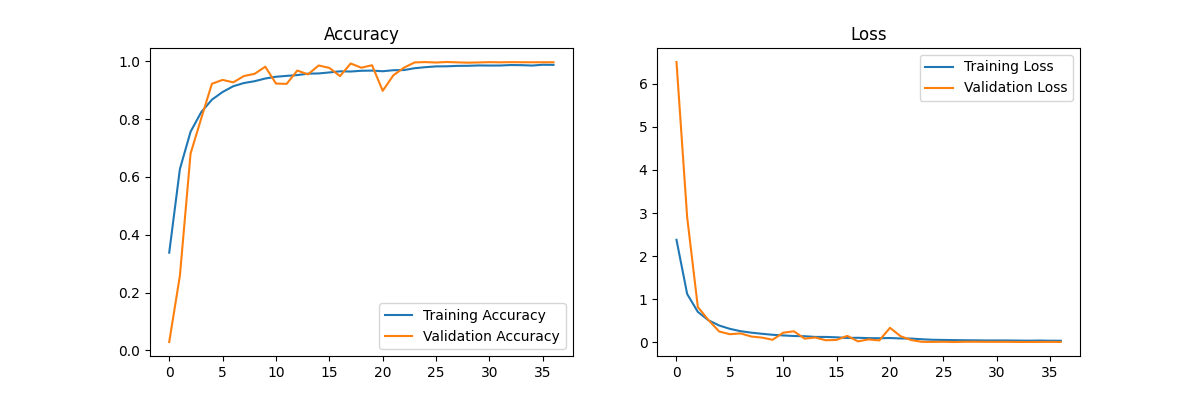 Accuracy
1.0
0.8
0.6
0.4
0.2
0.0
0 5 10 15 20 25 30 35
Training Accuracy
Validation Accuracy
Loss
6
5
4
3
2
1
0
0 5 10 15 20 25 30 35
Training Loss
Validation Loss